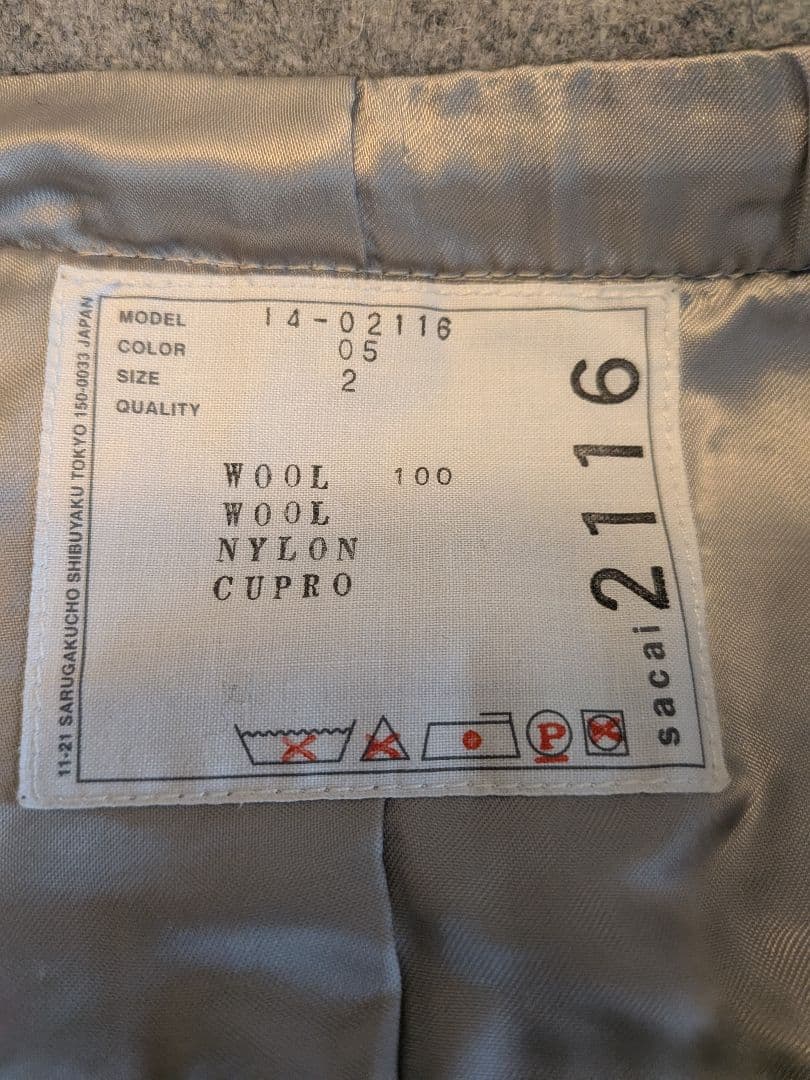 MODEL 14-02116
COLOR 05
SIZE 2
QUALITY
WOOL 100
WOOL
NYLON
CUPRO
P
sacai 2116
11-21 SARUGAKUCHO SHIBUYAKU TOKYO 150-0033 JAPAN